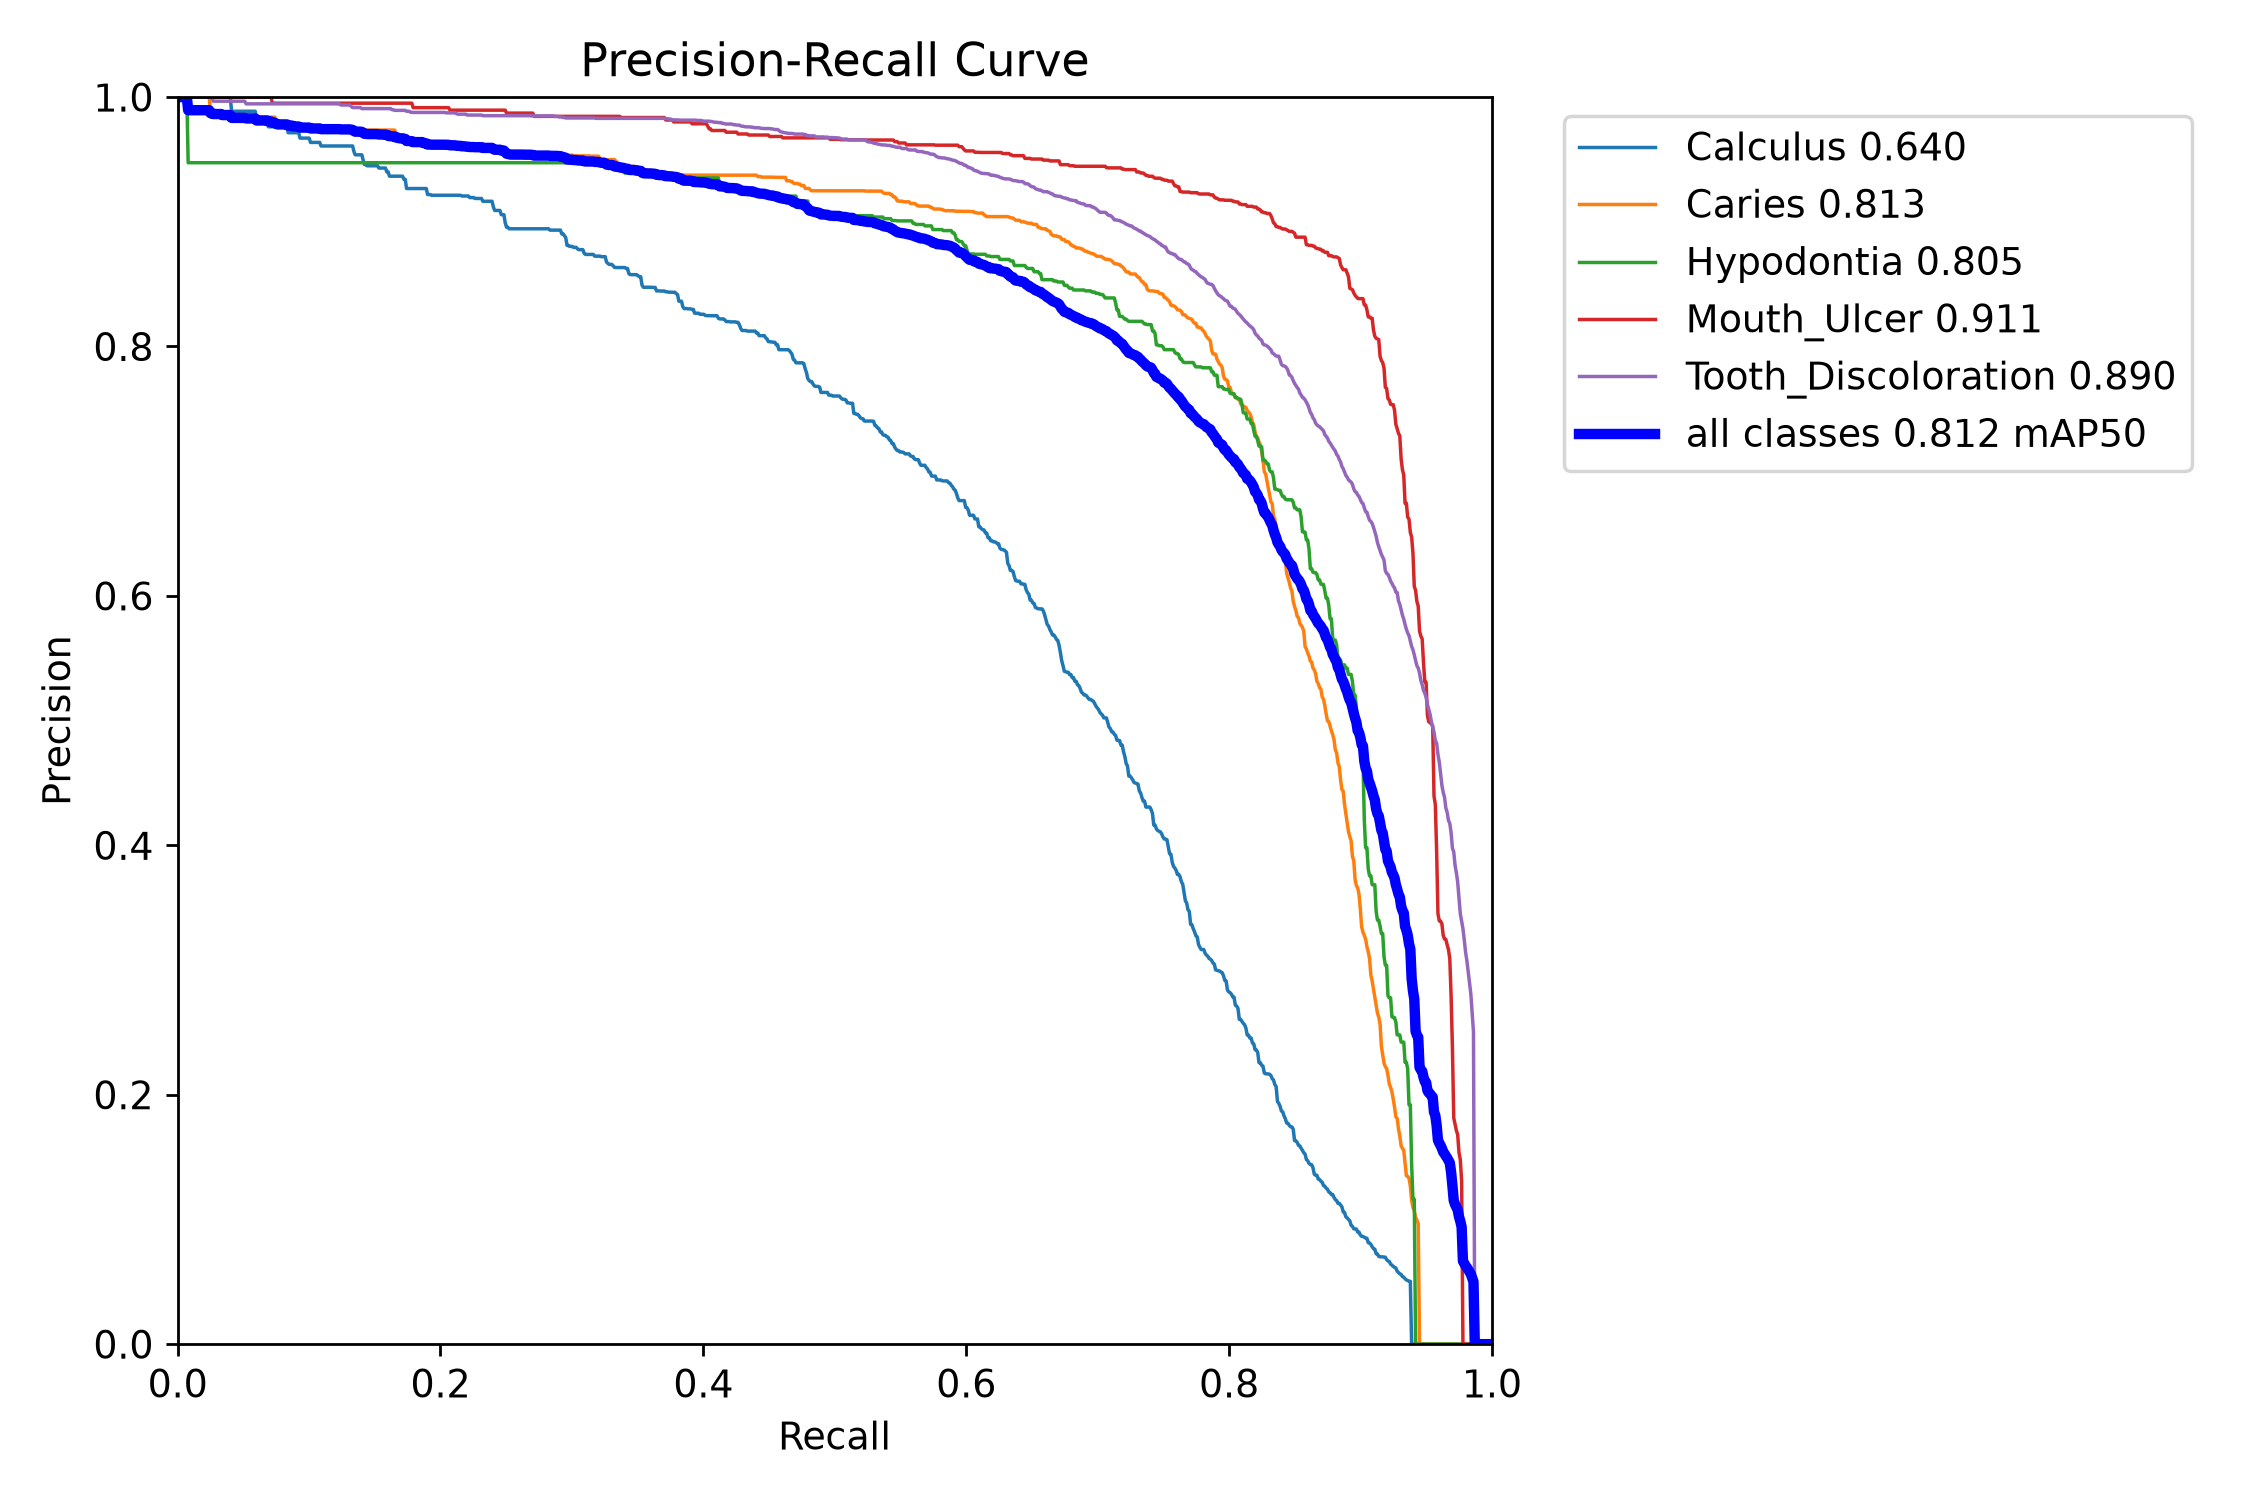 Precision-Recall Curve
1.0
0.8
0.6
0.4
0.2
0.0
Precision
0.0 0.2 0.4 0.6 0.8 1.0
Recall
Calculus 0.640
Caries 0.813
Hypodontia 0.805
Mouth_Ulcer 0.911
Tooth_Discoloration 0.890
all classes 0.812 mAP50